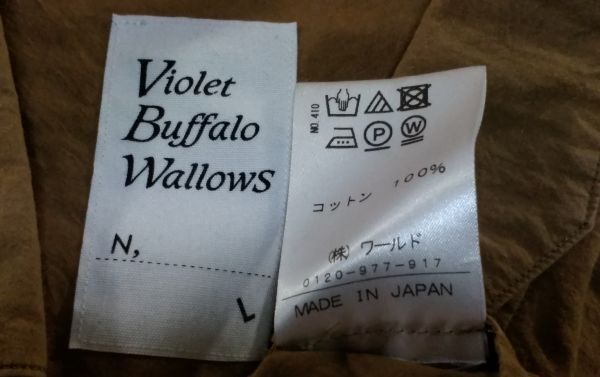 Violet
Buffalo
Wallows
N,
L
NO.410
P W
コットン 100%
(株) ワールド
0120-977-917
MADE IN JAPAN